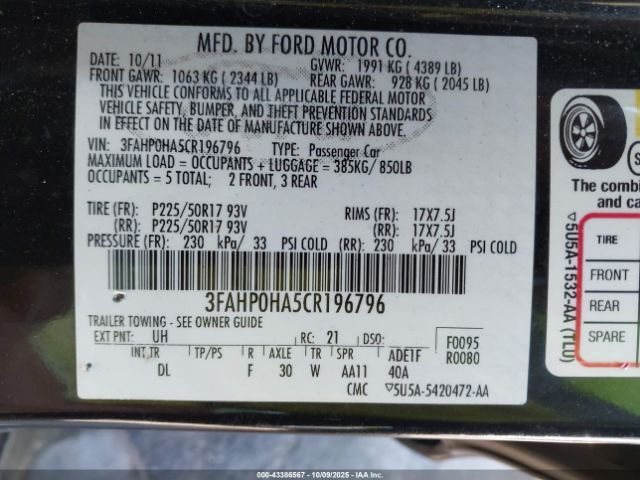 MFD. BY FORD MOTOR CO.
DATE: 10/11
GVWR: 1991 KG ( 4389 LB)
FRONT GAWR: 1063 KG ( 2344 LB)
REAR GAWR: 928 KG ( 2045 LB)
THIS VEHICLE CONFORMS TO ALL APPLICABLE FEDERAL MOTOR
VEHICLE SAFETY, BUMPER, AND THEFT PREVENTION STANDARDS
IN EFFECT ON THE DATE OF MANUFACTURE SHOWN ABOVE.
VIN: 3FAHP0HA5CR196796 TYPE: Passenger Car
MAXIMUM LOAD = OCCUPANTS + LUGGAGE = 385KG/ 850LB
OCCUPANTS = 5 TOTAL; 2 FRONT, 3 REAR
TIRE (FR): P225/50R17 93V RIMS (FR): 17X7.5J
(RR): P225/50R17 93V (RR): 17X7.5J
PRESSURE (FR): 230 kPa/ 33 PSI COLD (RR): 230 kPa/ 33 PSI COLD
3FAHP0HA5CR196796
TRAILER TOWING - SEE OWNER GUIDE
EXT PNT: UH RC: 21 DSO: F0095
R0080
INT TR TP/PS R AXLE TR SPR ADE1F
DL F 30 W AA11 40A
CMC ▽5U5A-5420472-AA
The combi
and ca
▽5U5A-1532-AA (TLU)
TIRE
FRONT
REAR
SPARE
000-43386567 - 10/09/2025 - IAA Inc.